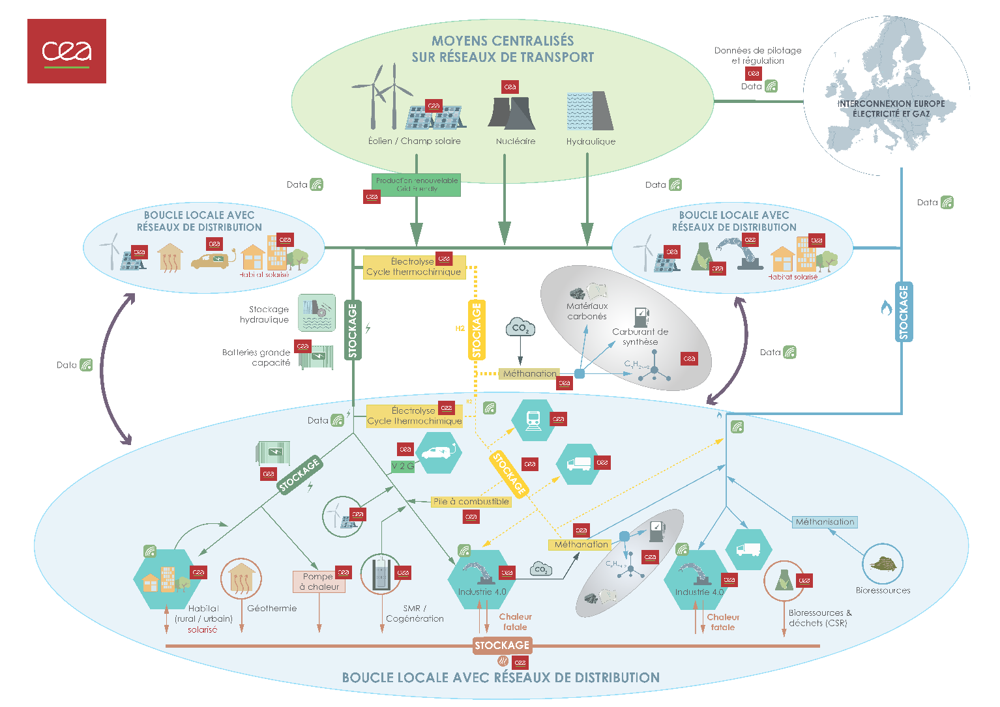 cea
MOYENS CENTRALISÉS
SUR RÉSEAUX DE TRANSPORT
Données de pilotage
et régulation
cea
Data
INTERCONNEXION EUROPE
ÉLECTRICITÉ ET GAZ
cea
cea
Éolien / Champ solaire
Nucléaire
Hydraulique
Data
Production renouvelable
Grid Friendly
cea
Data
Data
BOUCLE LOCALE AVEC
RÉSEAUX DE DISTRIBUTION
cea
cea
cea
Habitat solarisé
BOUCLE LOCALE AVEC
RÉSEAUX DE DISTRIBUTION
cea
cea
cea
cea
Habitat solarisé
Électrolyse
cea
Cycle thermochimique
Stockage
hydraulique
Batteries grande
capacité
cea
STOCKAGE
H2
STOCKAGE
CO2
Matériaux
carbonés
Carburant de
synthèse
cea
Méthanation
cea
STOCKAGE
Data
Data
Data
Électrolyse
cea
Cycle thermochimique
H2
cea
cea
STOCKAGE
cea
V 2 G
cea
STOCKAGE
cea
cea
Pile à combustible
cea
cea
Méthanation
cea
CO2
cea
Méthanisation
Bioressources
cea
Habitat
(rural / urbain)
solarisé
Géothermie
Pompe
à chaleur
cea
cea
SMR /
Cogénération
cea
Industrie 4.0
Chaleur
fatale
cea
Industrie 4.0
Chaleur
fatale
cea
Bioressources &
déchets (CSR)
STOCKAGE
cea
BOUCLE LOCALE AVEC RÉSEAUX DE DISTRIBUTION